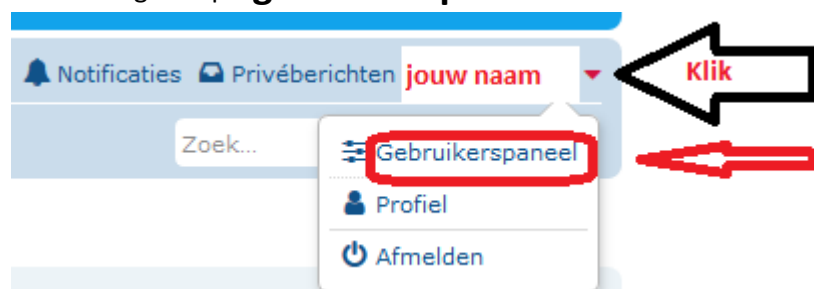 Notificaties Privéberichten jouw naam Klik
Zoek...
Gebruikerspaneel
Profiel
Afmelden